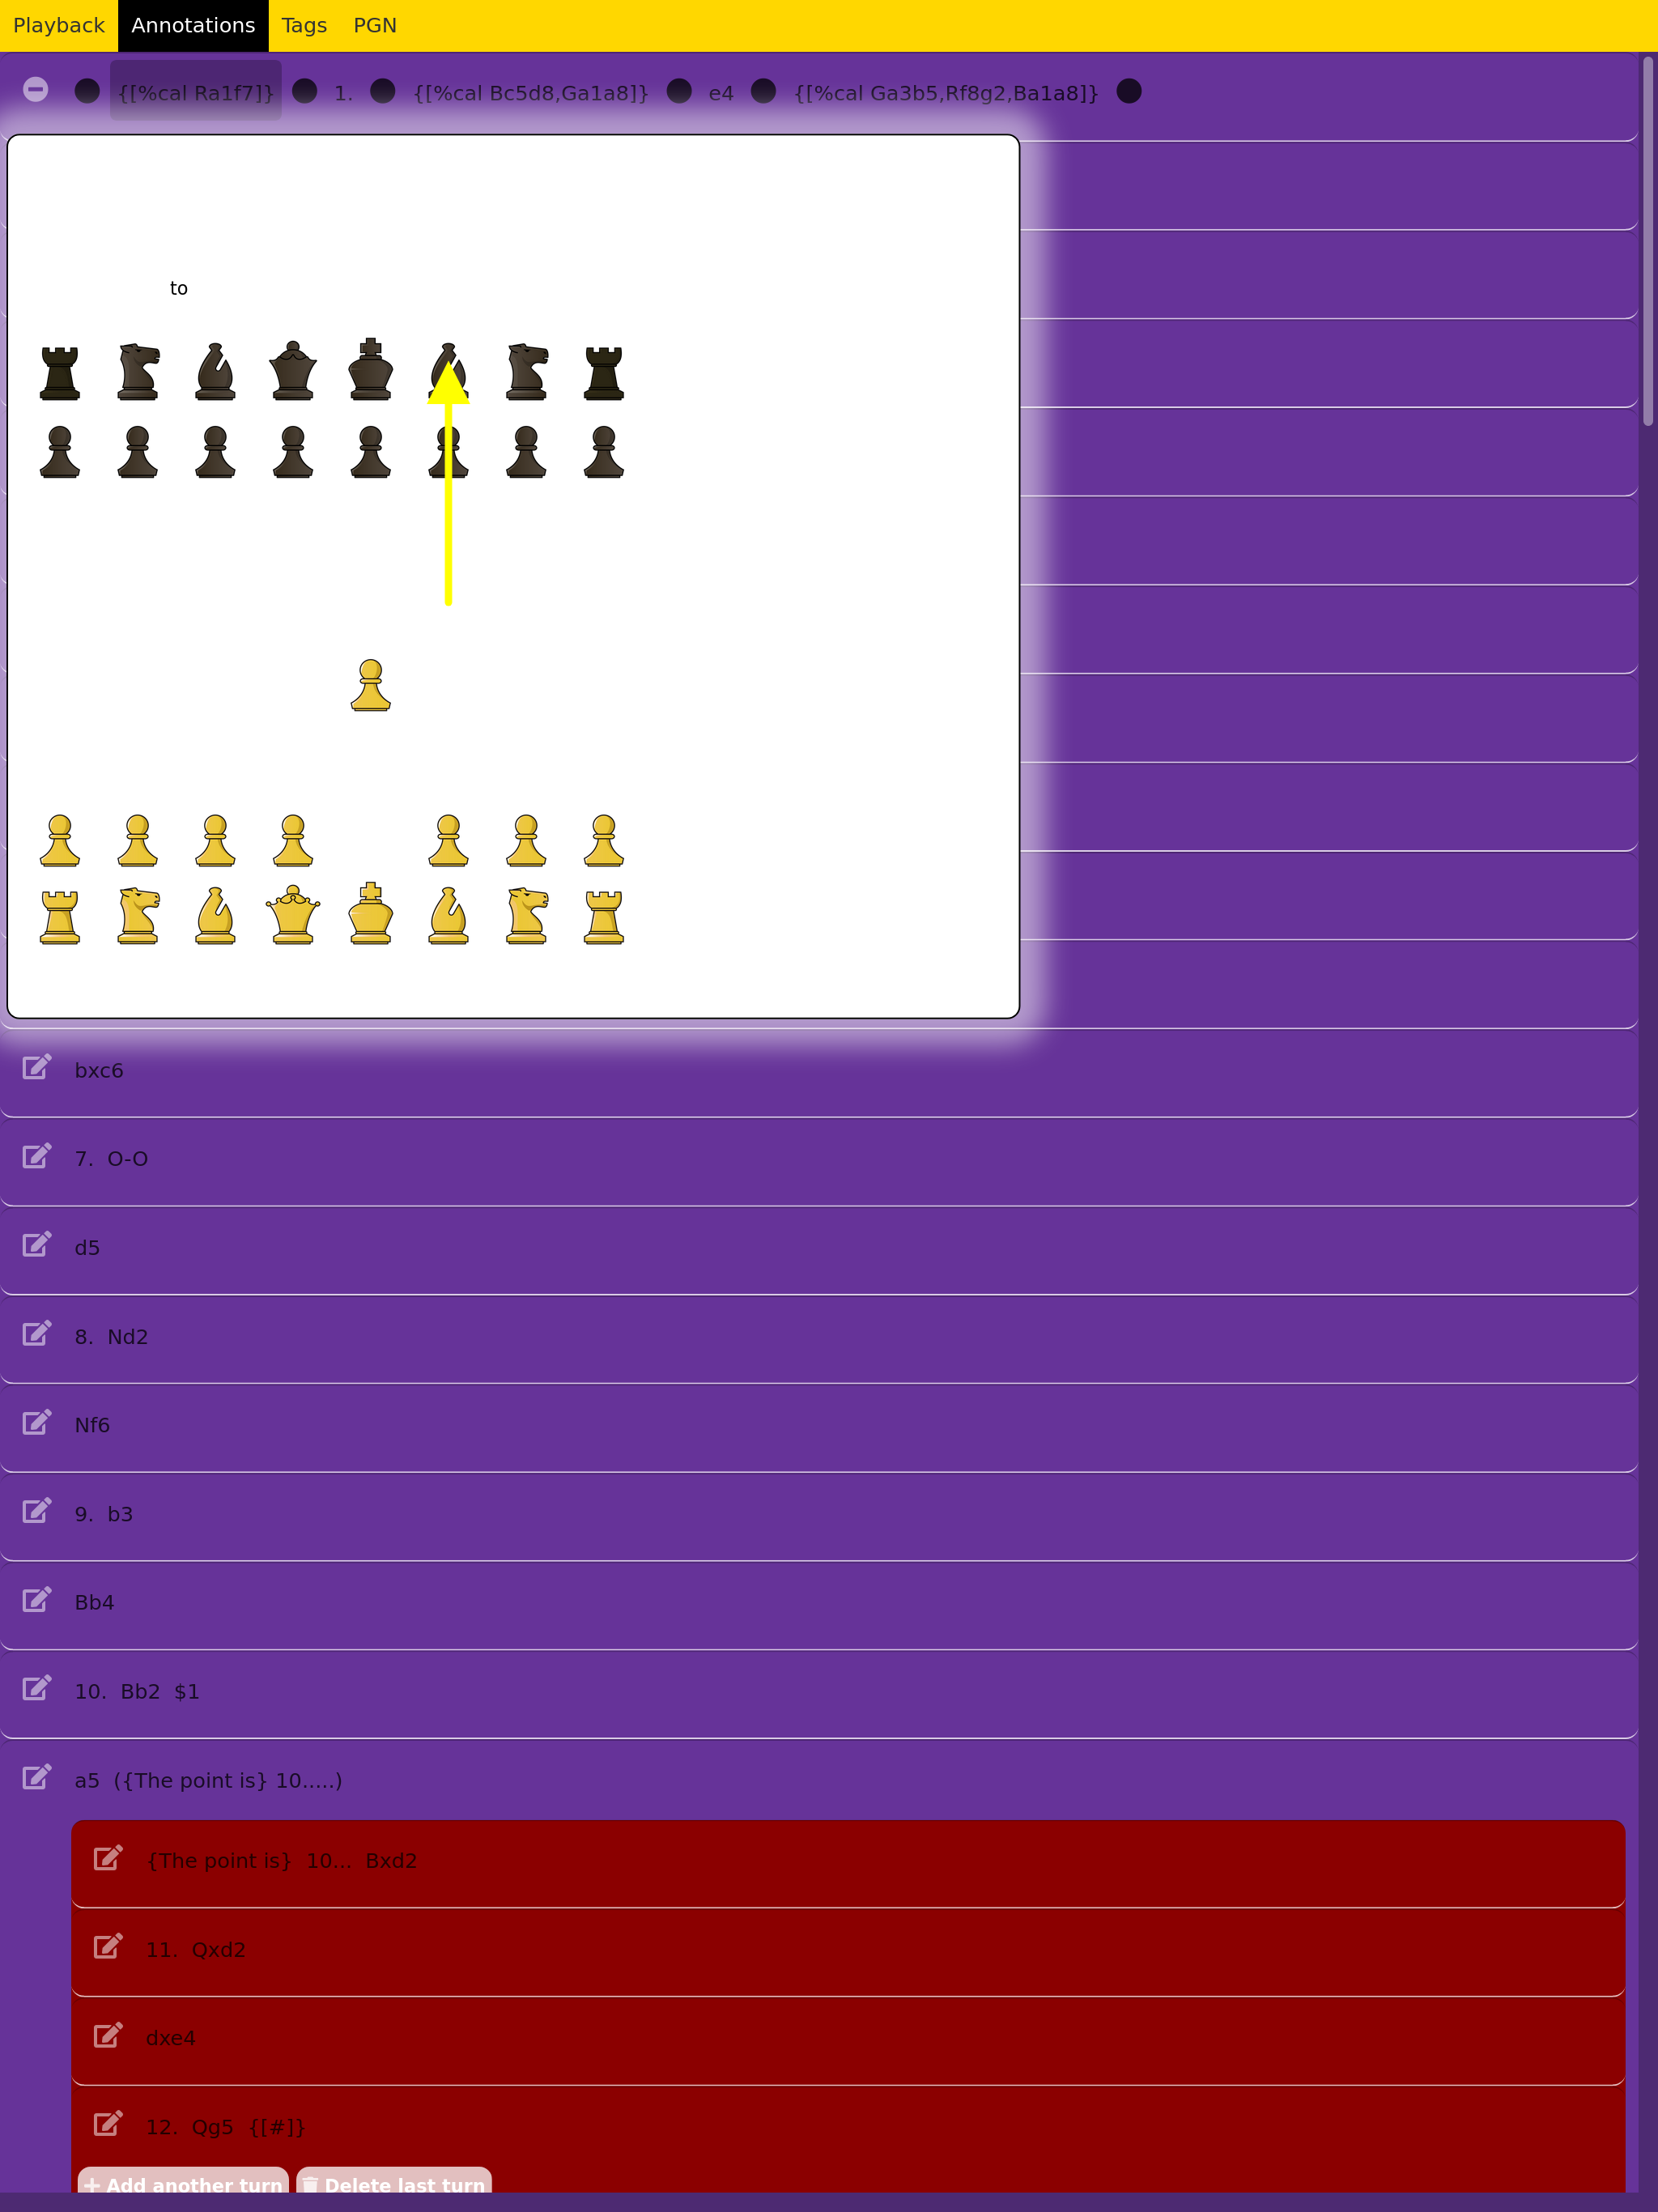 Playback Annotations Tags PGN
{[%cal Ra1f7]} 1. {[%cal Bc5d8,Ga1a8]} e4 {[%cal Ga3b5,Rf8g2,Ba1a8]}
to
bxc6
7. O-O
d5
8. Nd2
Nf6
9. b3
Bb4
10. Bb2 $1
a5 ({The point is} 10.....)
{The point is} 10... Bxd2
11. Qxd2
dxe4
12. Qg5 {[#]}
Add another turn Delete last turn